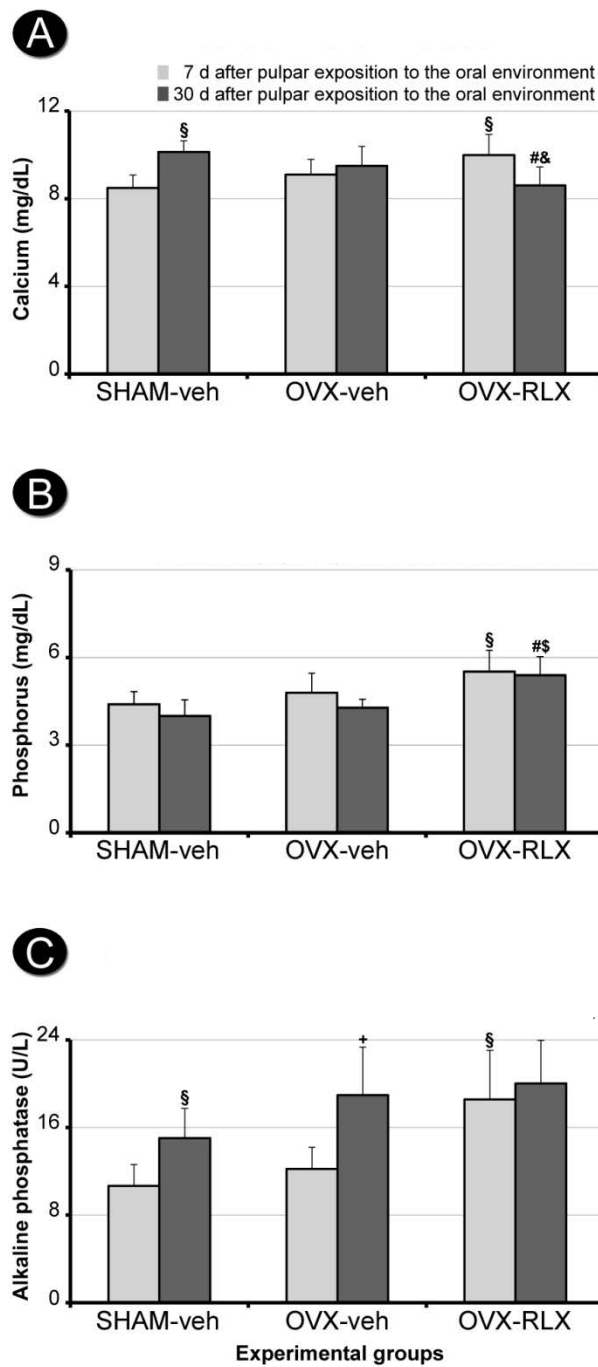 A
7 d after pulpar exposition to the oral environment
30 d after pulpar exposition to the oral environment
Calcium (mg/dL)
12
8
4
0
§
§
#&
SHAM-veh OVX-veh OVX-RLX
B
Phosphorus (mg/dL)
9
6
3
0
§
#$
SHAM-veh OVX-veh OVX-RLX
C
Alkaline phosphatase (U/L)
24
16
8
0
§
+
§
SHAM-veh OVX-veh OVX-RLX
Experimental groups